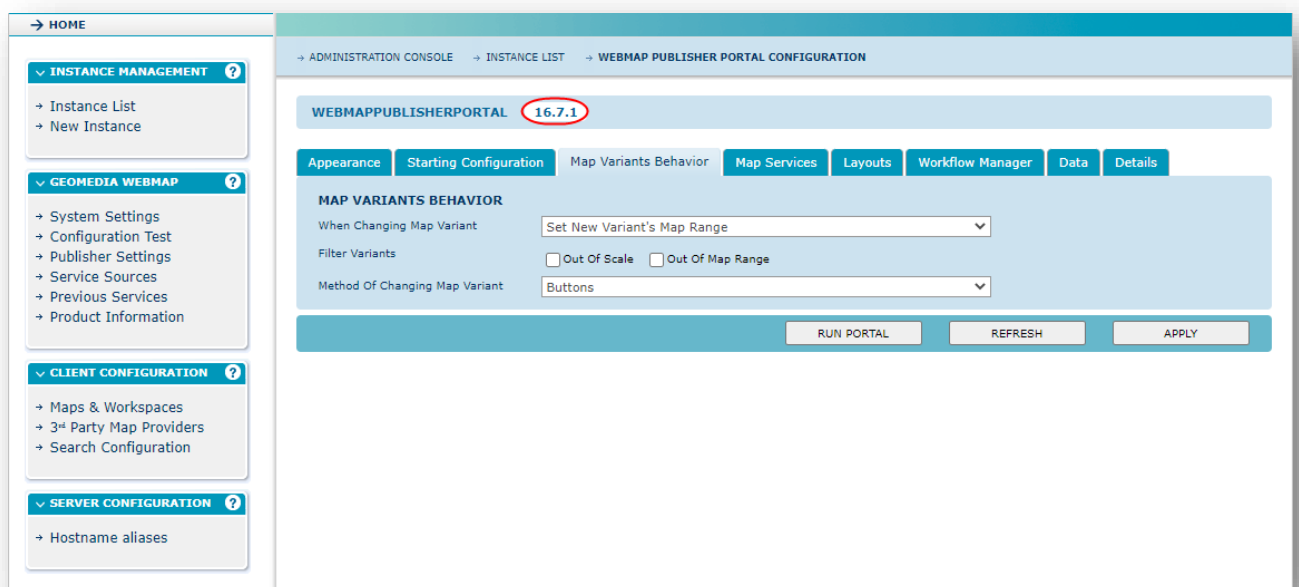 → HOME
→ ADMINISTRATION CONSOLE → INSTANCE LIST → WEBMAP PUBLISHER PORTAL CONFIGURATION
INSTANCE MANAGEMENT ?
→ Instance List
→ New Instance
GEOMEDIA WEBMAP ?
→ System Settings
→ Configuration Test
→ Publisher Settings
→ Service Sources
→ Previous Services
→ Product Information
CLIENT CONFIGURATION ?
→ Maps & Workspaces
→ 3rd Party Map Providers
→ Search Configuration
SERVER CONFIGURATION ?
→ Hostname aliases
WEBMAPPUBLISHERPORTAL 16.7.1
Appearance Starting Configuration Map Variants Behavior Map Services Layouts Workflow Manager Data Details
MAP VARIANTS BEHAVIOR
When Changing Map Variant Set New Variant's Map Range
Filter Variants Out Of Scale Out Of Map Range
Method Of Changing Map Variant Buttons
RUN PORTAL REFRESH APPLY